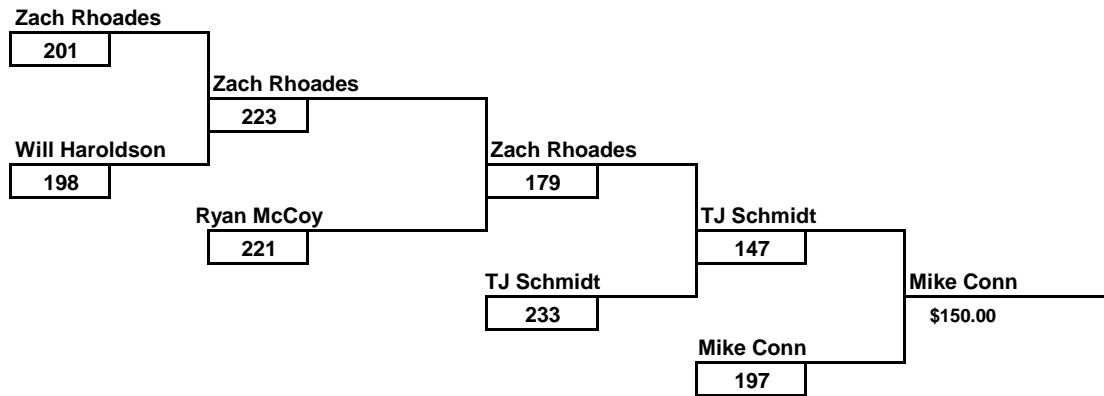 Zach Rhoades
201
Zach Rhoades
223
Will Haroldson
198
Zach Rhoades
179
Ryan McCoy
221
TJ Schmidt
147
TJ Schmidt
233
Mike Conn
$150.00
Mike Conn
197